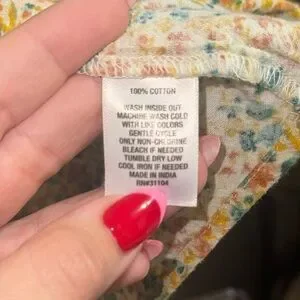 100% COTTON
WASH INSIDE OUT
MACHINE WASH COLD
WITH LIKE COLORS
GENTLE CYCLE
ONLY NON-CHLORINE
BLEACH IF NEEDED
TUMBLE DRY LOW
COOL IRON IF NEEDED
MADE IN INDIA
RN#31104